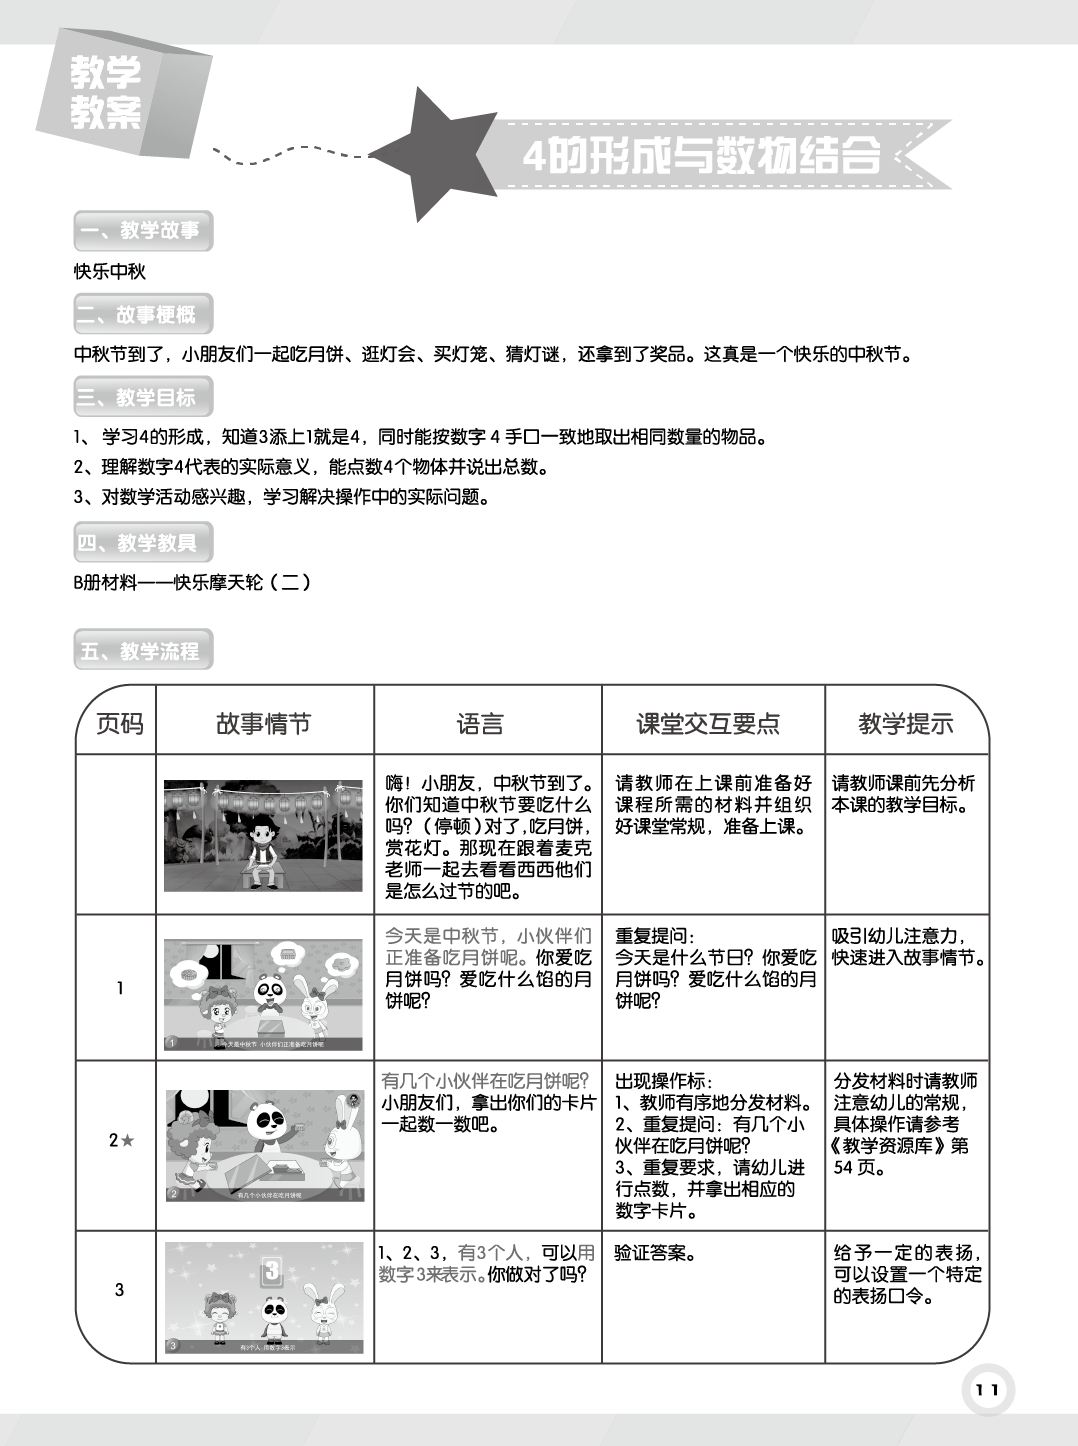 教学
教案
4的形成与数物结合
一、教学故事
快乐中秋
二、故事梗概
中秋节到了，小朋友们一起吃月饼、逛灯会、买灯笼、猜灯谜，还拿到了奖品。这真是一个快乐的中秋节。
三、教学目标
1、 学习4的形成，知道3添上1就是4，同时能按数字 4 手口一致地取出相同数量的物品。
2、理解数字4代表的实际意义，能点数4个物体并说出总数。
3、对数学活动感兴趣，学习解决操作中的实际问题。
四、教学教具
B册材料——快乐摩天轮（二）
五、教学流程
页码 故事情节 语言 课堂交互要点 教学提示
嗨！小朋友，中秋节到了。
你们知道中秋节要吃什么
吗？（停顿）对了，吃月饼，
赏花灯。那现在跟着麦克
老师一起去看看西西他们
是怎么过节的吧。
请教师在上课前准备好
课程所需的材料并组织
好课堂常规，准备上课。
请教师课前先分析
本课的教学目标。
1
1
今天是中秋节 小伙伴们正准备吃月饼呢
今天是中秋节，小伙伴们
正准备吃月饼呢。你爱吃
月饼吗？爱吃什么馅的月
饼呢？
重复提问：
今天是什么节日？你爱吃
月饼吗？爱吃什么馅的月
饼呢？
吸引幼儿注意力，
快速进入故事情节。
2★
2
有几个小伙伴在吃月饼呢
有几个小伙伴在吃月饼呢？
小朋友们，拿出你们的卡片
一起数一数吧。
出现操作标：
1、教师有序地分发材料。
2、重复提问：有几个小
伙伴在吃月饼呢？
3、重复要求，请幼儿进
行点数，并拿出相应的
数字卡片。
分发材料时请教师
注意幼儿的常规，
具体操作请参考
《教学资源库》第
54 页。
3
3
3
有3个人 用数字3表示
1、2、3，有3个人，可以用
数字3来表示。你做对了吗？
验证答案。
给予一定的表扬，
可以设置一个特定
的表扬口令。
11